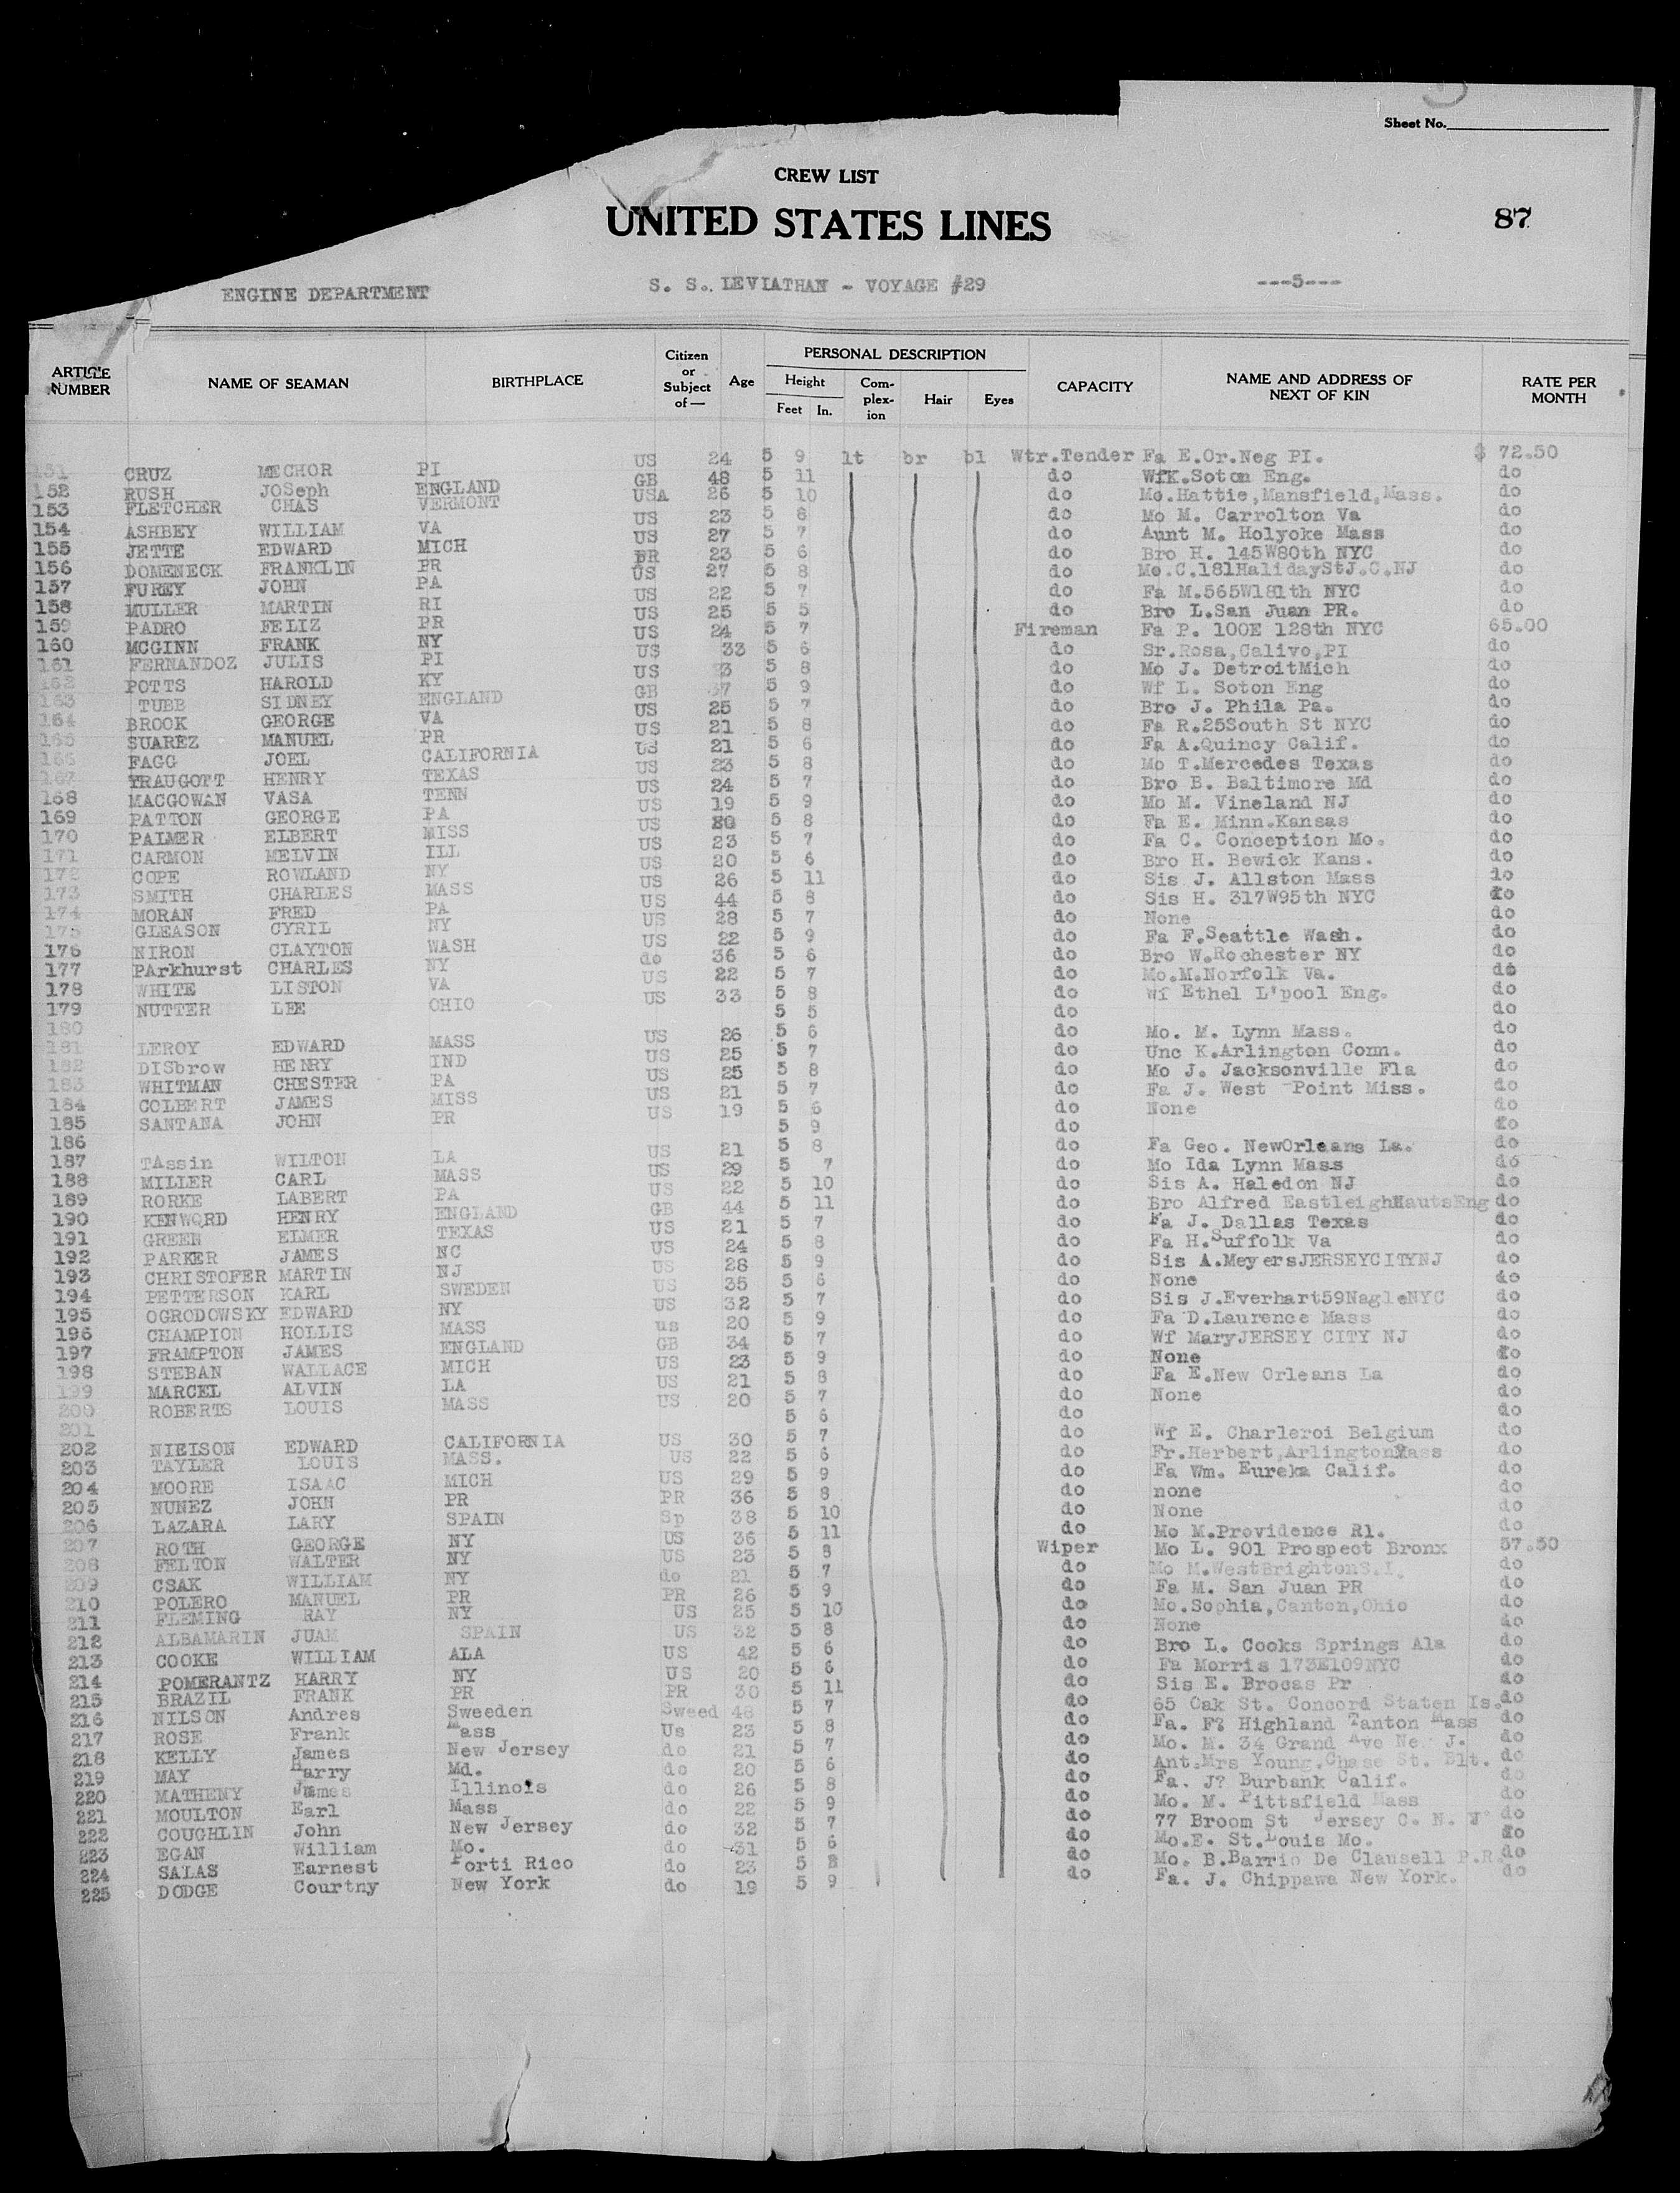 Sheet No.
CREW LIST
UNITED STATES LINES
87
ENGINE DEPARTMENT S. S. LEVIATHAN - VOYAGE #29 ---5---
ARTICLE NUMBER NAME OF SEAMAN BIRTHPLACE Citizen or Subject of— Age PERSONAL DESCRIPTION Height Feet In. Complexion Hair Eyes CAPACITY NAME AND ADDRESS OF NEXT OF KIN RATE PER MONTH
151 CRUZ MECHOR PI US 24 5 9 lt br bl Wtr.Tender Fa E.Or.Neg PI. $ 72.50
152 RUSH JOSeph ENGLAND GB 48 5 11 do WfK.Soton Eng. do
153 FLETCHER CHAS VERMONT USA 26 5 10 do Mo.Hattie,Mansfield,Mass. do
154 ASHBEY WILLIAM VA US 23 5 8 do Mo M. Carrolton Va do
155 JETTE EDWARD MICH US 27 5 7 do Aunt M. Holyoke Mass do
156 DOMENECK FRANKLIN PR PR 23 5 6 do Bro H. 145W80th NYC do
157 FUREY JOHN PA US 27 5 8 do Mo.C.181HalidayStJ.C.NJ do
158 MULLER MARTIN RI US 22 5 7 do Fa M.565W181th NYC do
159 PADRO FELIZ PR US 25 5 5 do Bro L.San Juan PR. do
160 MCGINN FRANK NY US 24 5 7 Fireman Fa P. 100E 128th NYC 65.00
161 FERNANDOZ JULIS PI US 33 5 6 do Sr.Rosa,Calivo,PI do
162 POTTS HAROLD KY US 5 8 do Mo J. DetroitMich do
163 TUBB SIDNEY ENGLAND GB 5 9 do Wf L. Soton Eng do
164 BROOK GEORGE VA US 25 5 7 do Bro J. Phila Pa. do
165 SUAREZ MANUEL PR US 21 5 8 do Fa R.25South St NYC do
166 FAGG JOEL CALIFORNIA US 21 5 6 do Fa A.Quincy Calif. do
167 TRAUGOTT HENRY TEXAS US 23 5 8 do Mo T.Mercedes Texas do
168 MACGOWAN VASA TENN US 24 5 7 do Bro B. Baltimore Md do
169 PATTON GEORGE PA US 19 5 9 do Mo M. Vineland NJ do
170 PALMER ELBERT MISS US 20 5 8 do Fa E. Minn.Kansas do
171 CARMON MELVIN ILL US 23 5 7 do Fa C. Conception Mo. do
172 COPE ROWLAND NY US 20 5 6 do Bro H. Bewick Kans. do
173 SMITH CHARLES MASS US 26 5 11 do Sis J. Allston Mass do
174 MORAN FRED PA US 44 5 8 do Sis H. 317W95th NYC do
175 GLEASON CYRIL NY US 28 5 7 do None do
176 NIRON CLAYTON WASH US 22 5 9 do Fa F.Seattle Wash. do
177 PArkhurst CHARLES NY do 36 5 6 do Bro W.Rochester NY do
178 WHITE LISTON VA US 22 5 7 do Mo.M.Norfolk Va. do
179 NUTTER LEE OHIO US 33 5 8 do Wf Ethel L'pool Eng. do
180 5 5 do do
181 LEROY EDWARD MASS US 26 5 6 do Mo. M. Lynn Mass. do
182 DISbrow HENRY IND US 25 5 7 do Unc K.Arlington Conn. do
183 WHITMAN CHESTER PA US 25 5 8 do Mo J. Jacksonville Fla do
184 COLBERT JAMES MISS US 21 5 7 do Fa J. West Point Miss. do
185 SANTANA JOHN PR US 19 5 6 do None do
186 5 9 do do
187 TAssin WILTON LA US 21 5 8 do Fa Geo. NewOrleans La. do
188 MILLER CARL MASS US 29 5 7 do Mo Ida Lynn Mass do
189 RORKE LABERT PA US 22 5 10 do Sis A. Haledon NJ do
190 KENWORD HENRY ENGLAND GB 44 5 11 do Bro Alfred EastleighHautsEng do
191 GREEN ELMER TEXAS US 21 5 7 do Fa J. Dallas Texas do
192 PARKER JAMES NC US 24 5 8 do Fa H.Suffolk Va do
193 CHRISTOFER MARTIN NJ US 28 5 9 do Sis A.MeyersJERSEYCITYNJ do
194 PETTERSON KARL SWEDEN US 35 5 6 do None do
195 OGRODOWSKY EDWARD NY US 32 5 7 do Sis J.Everhart59NagleNYC do
196 CHAMPION HOLLIS MASS us 20 5 9 do Fa D.Laurence Mass do
197 FRAMPTON JAMES ENGLAND GB 34 5 7 do Wf MaryJERSEY CITY NJ do
198 STEBAN WALLACE MICH US 23 5 9 do None do
199 MARCEL ALVIN LA US 21 5 8 do Fa E.New Orleans La do
200 ROBERTS LOUIS MASS US 20 5 7 do None do
201 5 6 do do
202 NIEISON EDWARD CALIFORNIA US 30 5 7 do Wf E. Charleroi Belgium do
203 TAYLER LOUIS MASS. US 22 5 6 do Fr.Herbert,ArlingtonMass do
204 MOORE ISAAC MICH US 29 5 9 do Fa Wm. Eureka Calif. do
205 NUNEZ JOHN PR PR 36 5 8 do none do
206 LAZARA LARY SPAIN Sp 38 5 10 do None do
207 ROTH GEORGE NY US 36 5 11 do Mo M.Providence RI. do
208 FELTON WALTER NY US 23 5 8 Wiper Mo L. 901 Prospect Bronx 57.50
209 CSAK WILLIAM NY do 21 5 7 do Mo M.WestBrightonS.I. do
210 POLERO MANUEL PR PR 26 5 9 do Fa M. San Juan PR do
211 FLEMING RAY NY US 25 5 10 do Mo.Sophia,Canton,Ohio do
212 ALBAMARIN JUAM SPAIN US 32 5 8 do None do
213 COOKE WILLIAM ALA US 42 5 6 do Bro L. Cooks Springs Ala do
214 POMERANTZ HARRY NY US 20 5 6 do Fa Morris 173E109NYC do
215 BRAZIL FRANK PR PR 30 5 11 do Sis E. Brocas Pr do
216 NILSON Andres Sweeden Sweed 48 5 7 do 65 Oak St. Concord Staten Is. do
217 ROSE Frank Mass Us 23 5 8 do Fa. F? Highland Tanton Mass do
218 KELLY James New Jersey do 21 5 7 do Mo. M. 34 Grand Ave Ne. J. do
219 MAY Harry Md. do 20 5 6 do Ant.Mrs Young.Chase St. Blt. do
220 MATHENY James Illinois do 26 5 8 do Fa. J? Burbank Calif. do
221 MOULTON Earl Mass do 22 5 9 do Mo. M. Pittsfield Mass do
222 COUGHLIN John New Jersey do 32 5 7 do 77 Broom St Jersey C. N. J do
223 EGAN William Mo. do 31 5 6 do Mo.E. St.Louis Mo. do
224 SALAS Earnest Porti Rico do 23 5 8 do Mo. B.Barrio De Clausell P.R. do
225 DODGE Courtny New York do 19 5 9 do Fa. J. Chippawa New York. do